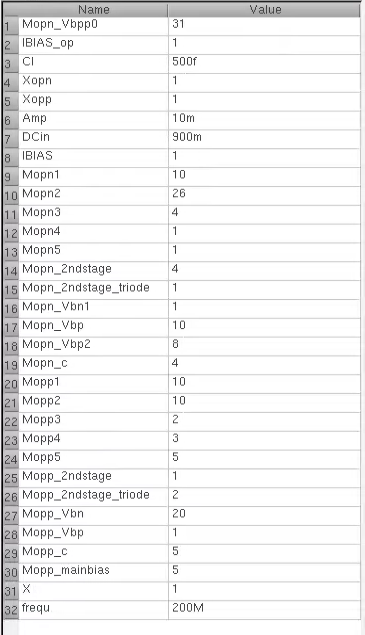 Name Value
1 Mopn_Vbpp0 31
2 IBIAS_op 1
3 Cl 500f
4 Xopn 1
5 Xopp 1
6 Amp 10m
7 DCin 900m
8 IBIAS 1
9 Mopn1 10
10 Mopn2 26
11 Mopn3 4
12 Mopn4 1
13 Mopn5 1
14 Mopn_2ndstage 4
15 Mopn_2ndstage_triode 1
16 Mopn_Vbn1 1
17 Mopn_Vbp 10
18 Mopn_Vbp2 8
19 Mopn_c 4
20 Mopp1 10
21 Mopp2 10
22 Mopp3 2
23 Mopp4 3
24 Mopp5 5
25 Mopp_2ndstage 1
26 Mopp_2ndstage_triode 2
27 Mopp_Vbn 20
28 Mopp_Vbp 1
29 Mopp_c 5
30 Mopp_mainbias 5
31 X 1
32 frequ 200M